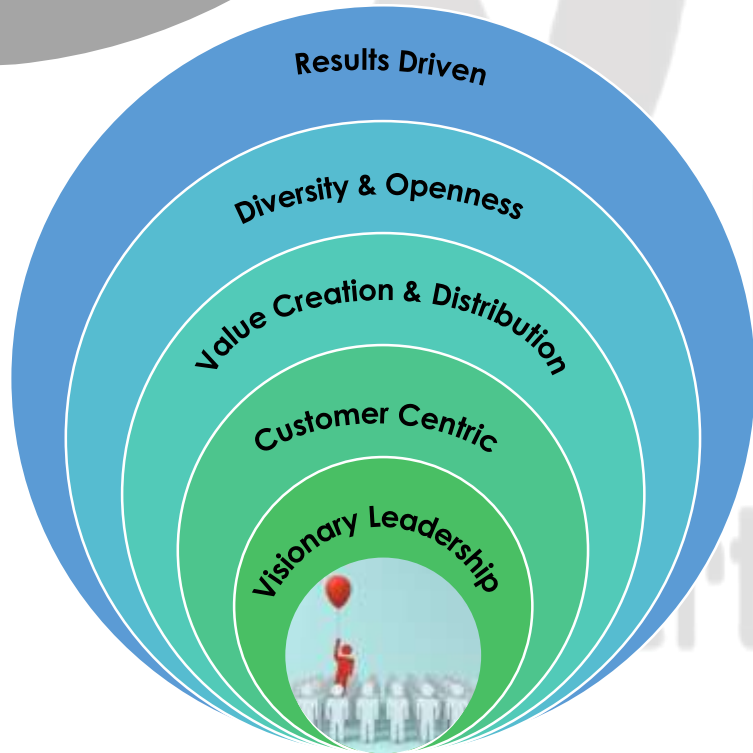 Results Driven
Diversity & Openness
Value Creation & Distribution
Customer Centric
Visionary Leadership